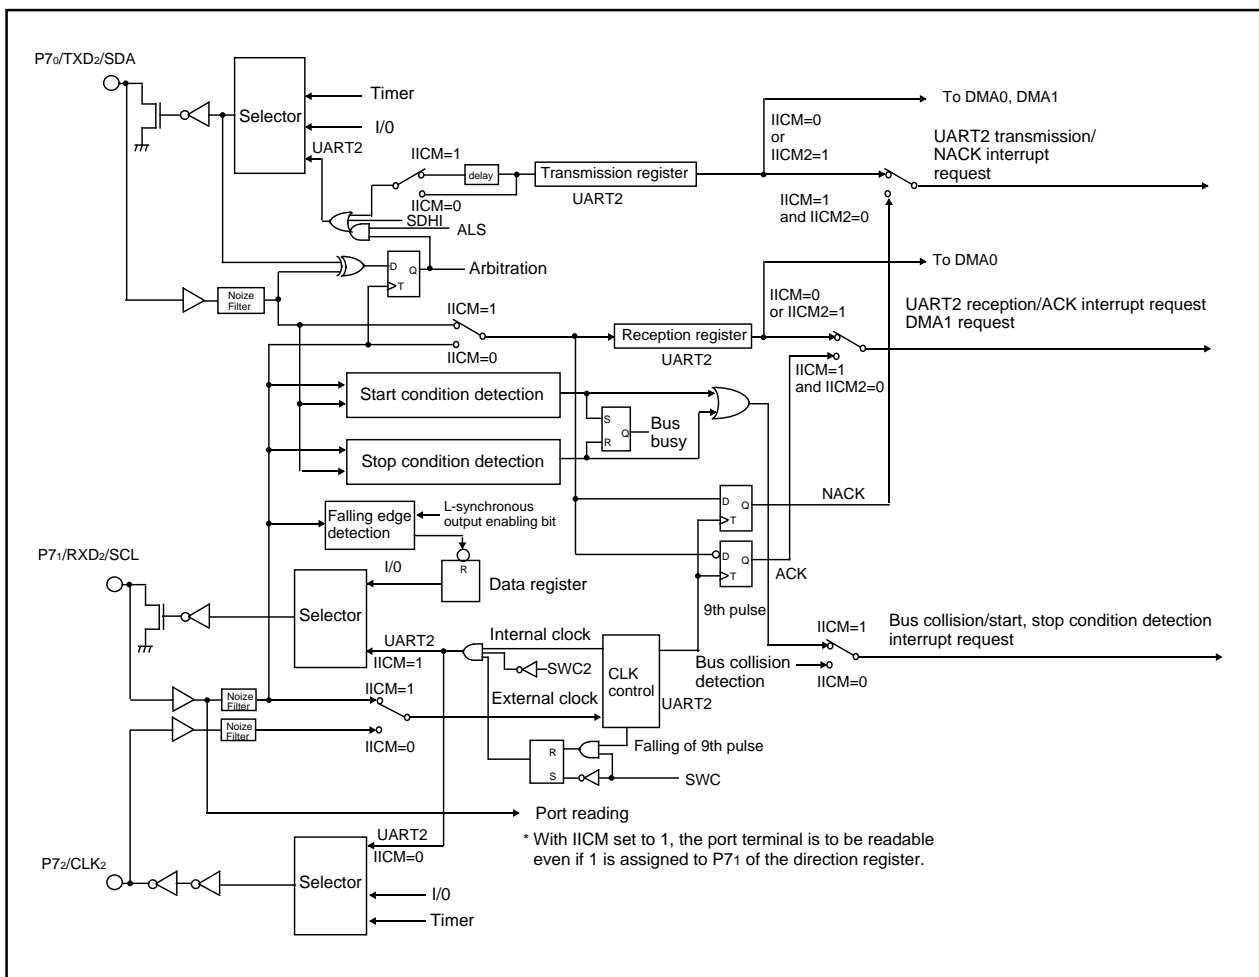 P70/TXD2/SDA
Selector
Timer
I/0
UART2
IICM=1
delay
IICM=0
SDHI
ALS
Transmission register
UART2
To DMA0, DMA1
IICM=0
or
IICM2=1
UART2 transmission/
NACK interrupt
request
IICM=1
and IICM2=0
D
Q
T
Arbitration
Noize
Filter
To DMA0
IICM=0
or IICM2=1
UART2 reception/ACK interrupt request
DMA1 request
IICM=1
IICM=0
Reception register
UART2
IICM=1
and IICM2=0
Start condition detection
S
R
Q
Bus
busy
Stop condition detection
NACK
D
Q
T
Falling edge
detection
L-synchronous
output enabling bit
D
Q
T
ACK
9th pulse
P71/RXD2/SCL
R
I/0
Data register
Selector
UART2
IICM=1
Internal clock
SWC2
CLK
control
UART2
External clock
Bus collision
detection
IICM=1
IICM=0
Bus collision/start, stop condition detection
interrupt request
Noize
Filter
IICM=1
Noize
Filter
IICM=0
R
S
Falling of 9th pulse
SWC
Port reading
* With IICM set to 1, the port terminal is to be readable
even if 1 is assigned to P71 of the direction register.
P72/CLK2
Selector
UART2
IICM=0
I/0
Timer